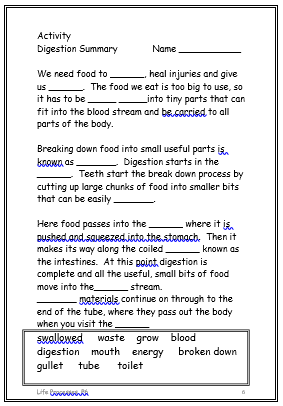 Activity
Digestion Summary Name ____________
We need food to _______, heal injuries and give
us _______. The food we eat is too big to use, so
it has to be ______ _______into tiny parts that can
fit into the blood stream and be carried to all
parts of the body.
Breaking down food into small useful parts is
known as ________. Digestion starts in the
_______. Teeth start the break down process by
cutting up large chunks of food into smaller bits
that can be easily ________.
Here food passes into the _______ where it is
pushed and squeezed into the stomach. Then it
makes its way along the coiled _______ known as
the intestines. At this point digestion is
complete and all the useful, small bits of food
move into the_______ stream.
________ materials continue on through to the
end of the tube, where they pass out the body
when you visit the _______
swallowed waste grow blood
digestion mouth energy broken down
gullet tube toilet
Life Processes, R6
6